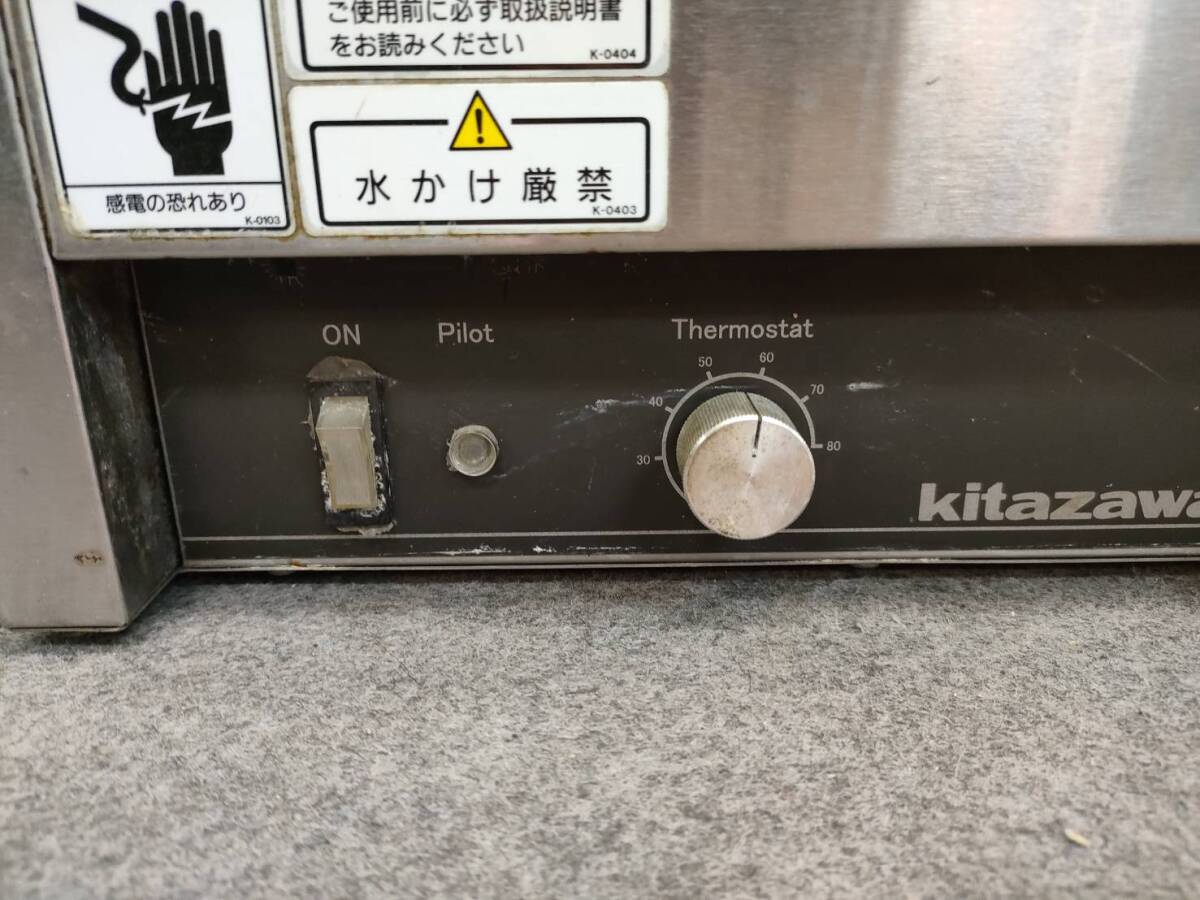 ご使用前に必ず取扱説明書
をお読みください
K-0404
感電の恐れあり
K-0103
水かけ厳禁
K-0403
ON
Pilot
Thermostat
30
40
50
60
70
80
kitazawa